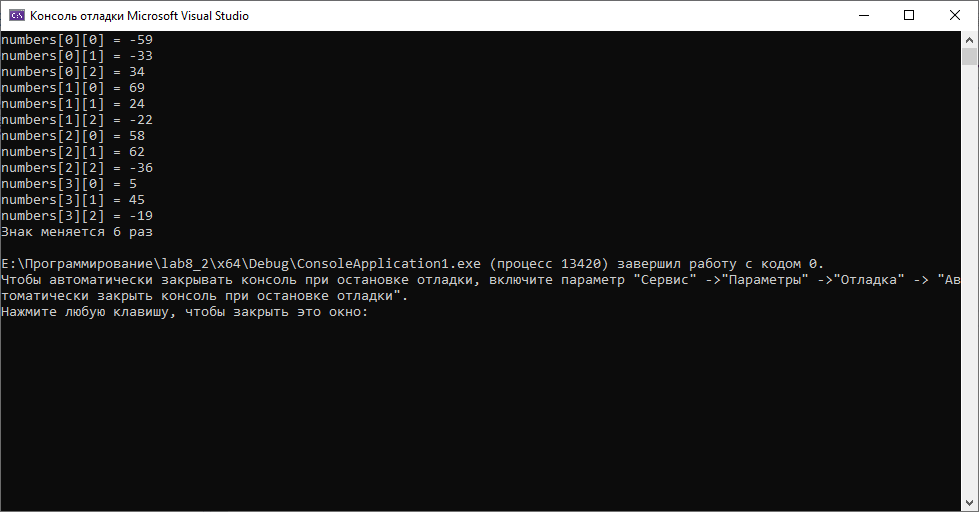 Консоль отладки Microsoft Visual Studio
numbers[0][0] = -59
numbers[0][1] = -33
numbers[0][2] = 34
numbers[1][0] = 69
numbers[1][1] = 24
numbers[1][2] = -22
numbers[2][0] = 58
numbers[2][1] = 62
numbers[2][2] = -36
numbers[3][0] = 5
numbers[3][1] = 45
numbers[3][2] = -19
Знак меняется 6 раз
E:\Программирование\lab8_2\x64\Debug\ConsoleApplication1.exe (процесс 13420) завершил работу с кодом 0.
Чтобы автоматически закрывать консоль при остановке отладки, включите параметр "Сервис" ->"Параметры" ->"Отладка" -> "Ав
томатически закрыть консоль при остановке отладки".
Нажмите любую клавишу, чтобы закрыть это окно: